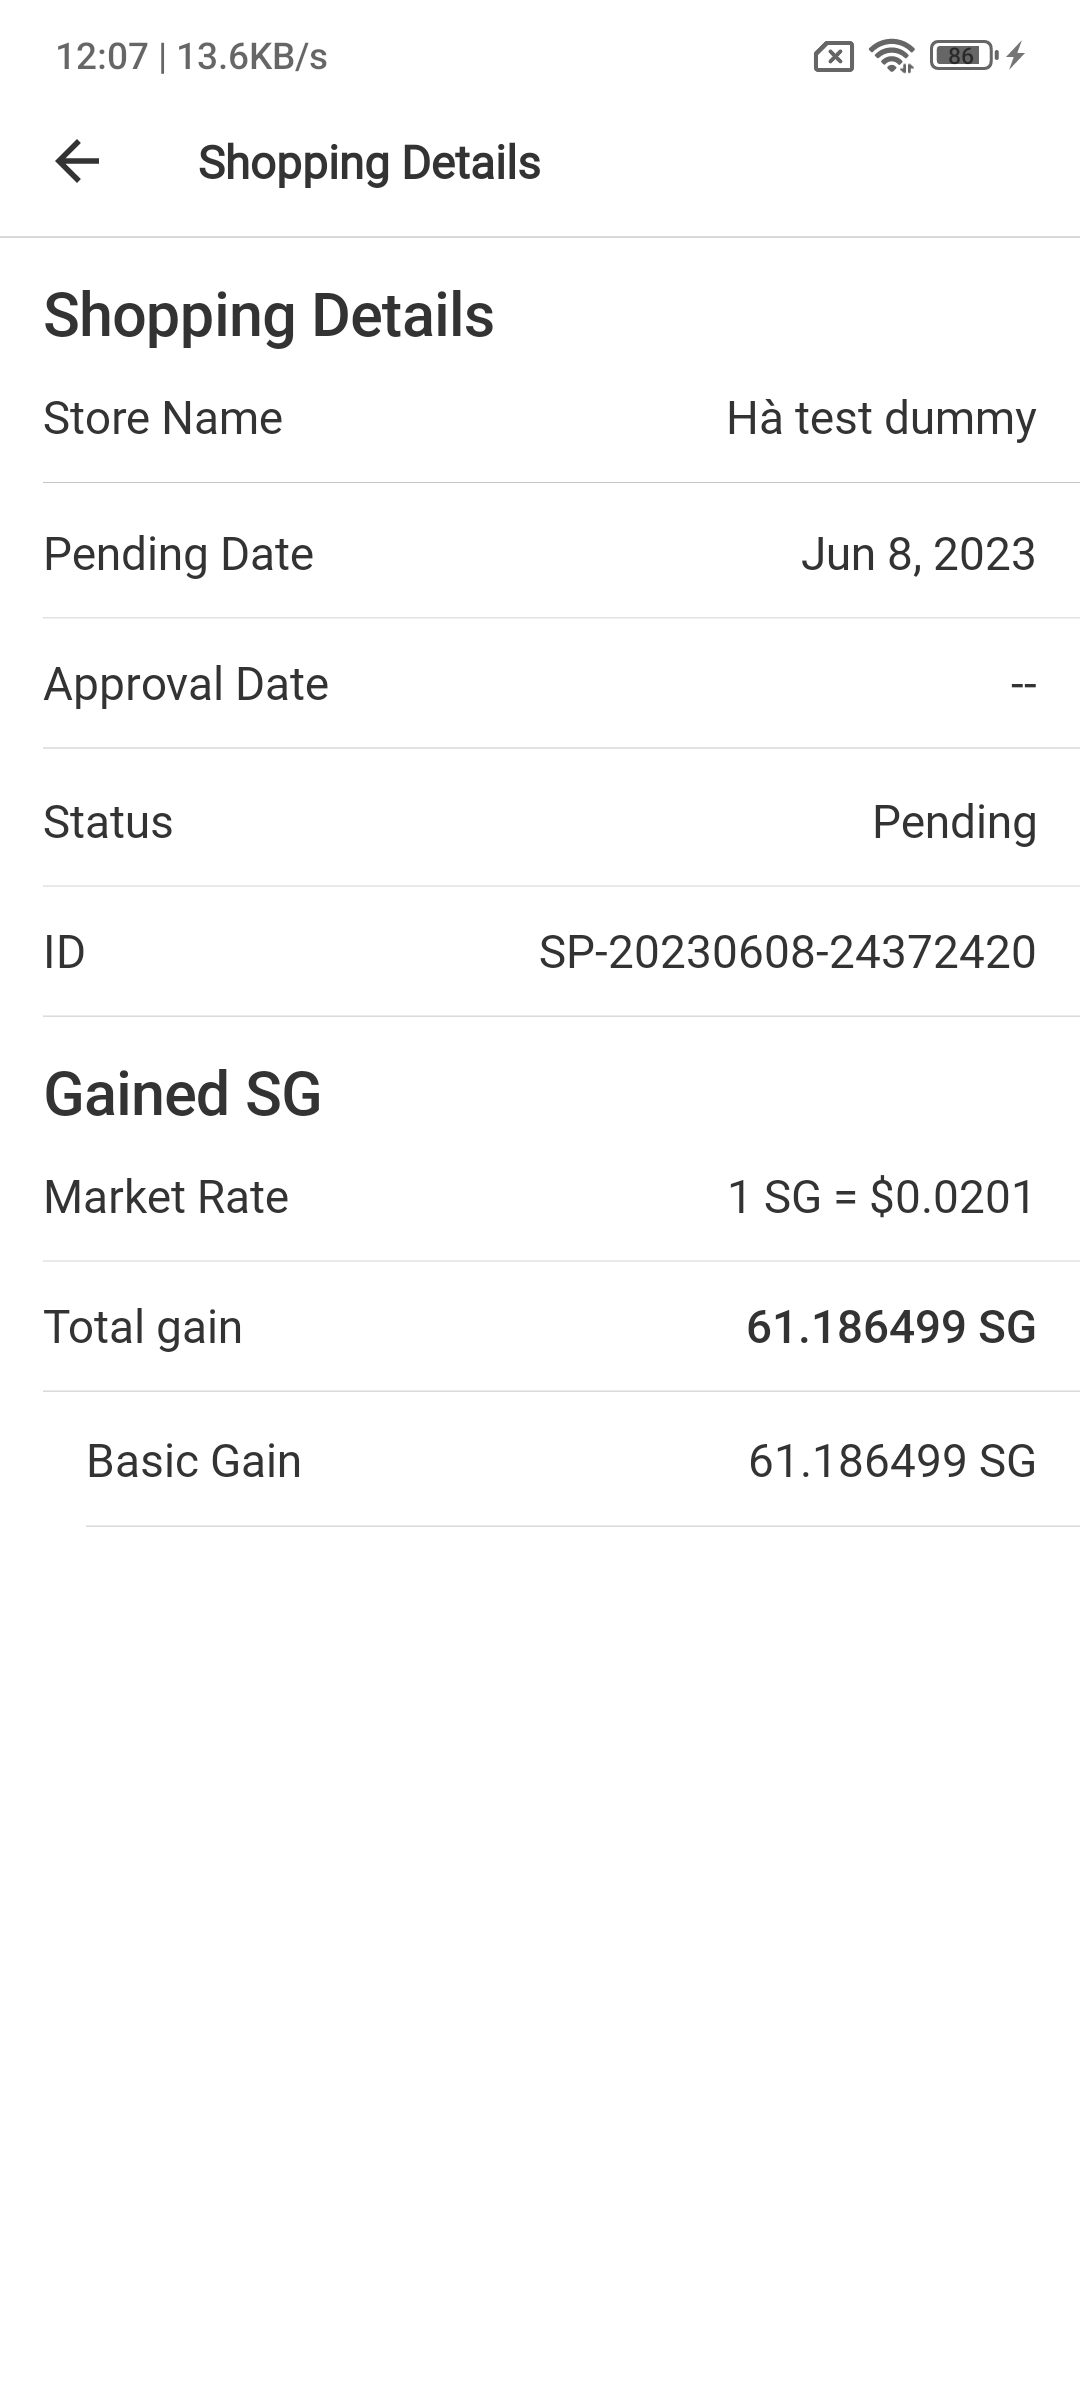 12:07 | 13.6KB/s 86
Shopping Details
Shopping Details
Store Name Hà test dummy
Pending Date Jun 8, 2023
Approval Date --
Status Pending
ID SP-20230608-24372420
Gained SG
Market Rate 1 SG = $0.0201
Total gain 61.186499 SG
Basic Gain 61.186499 SG